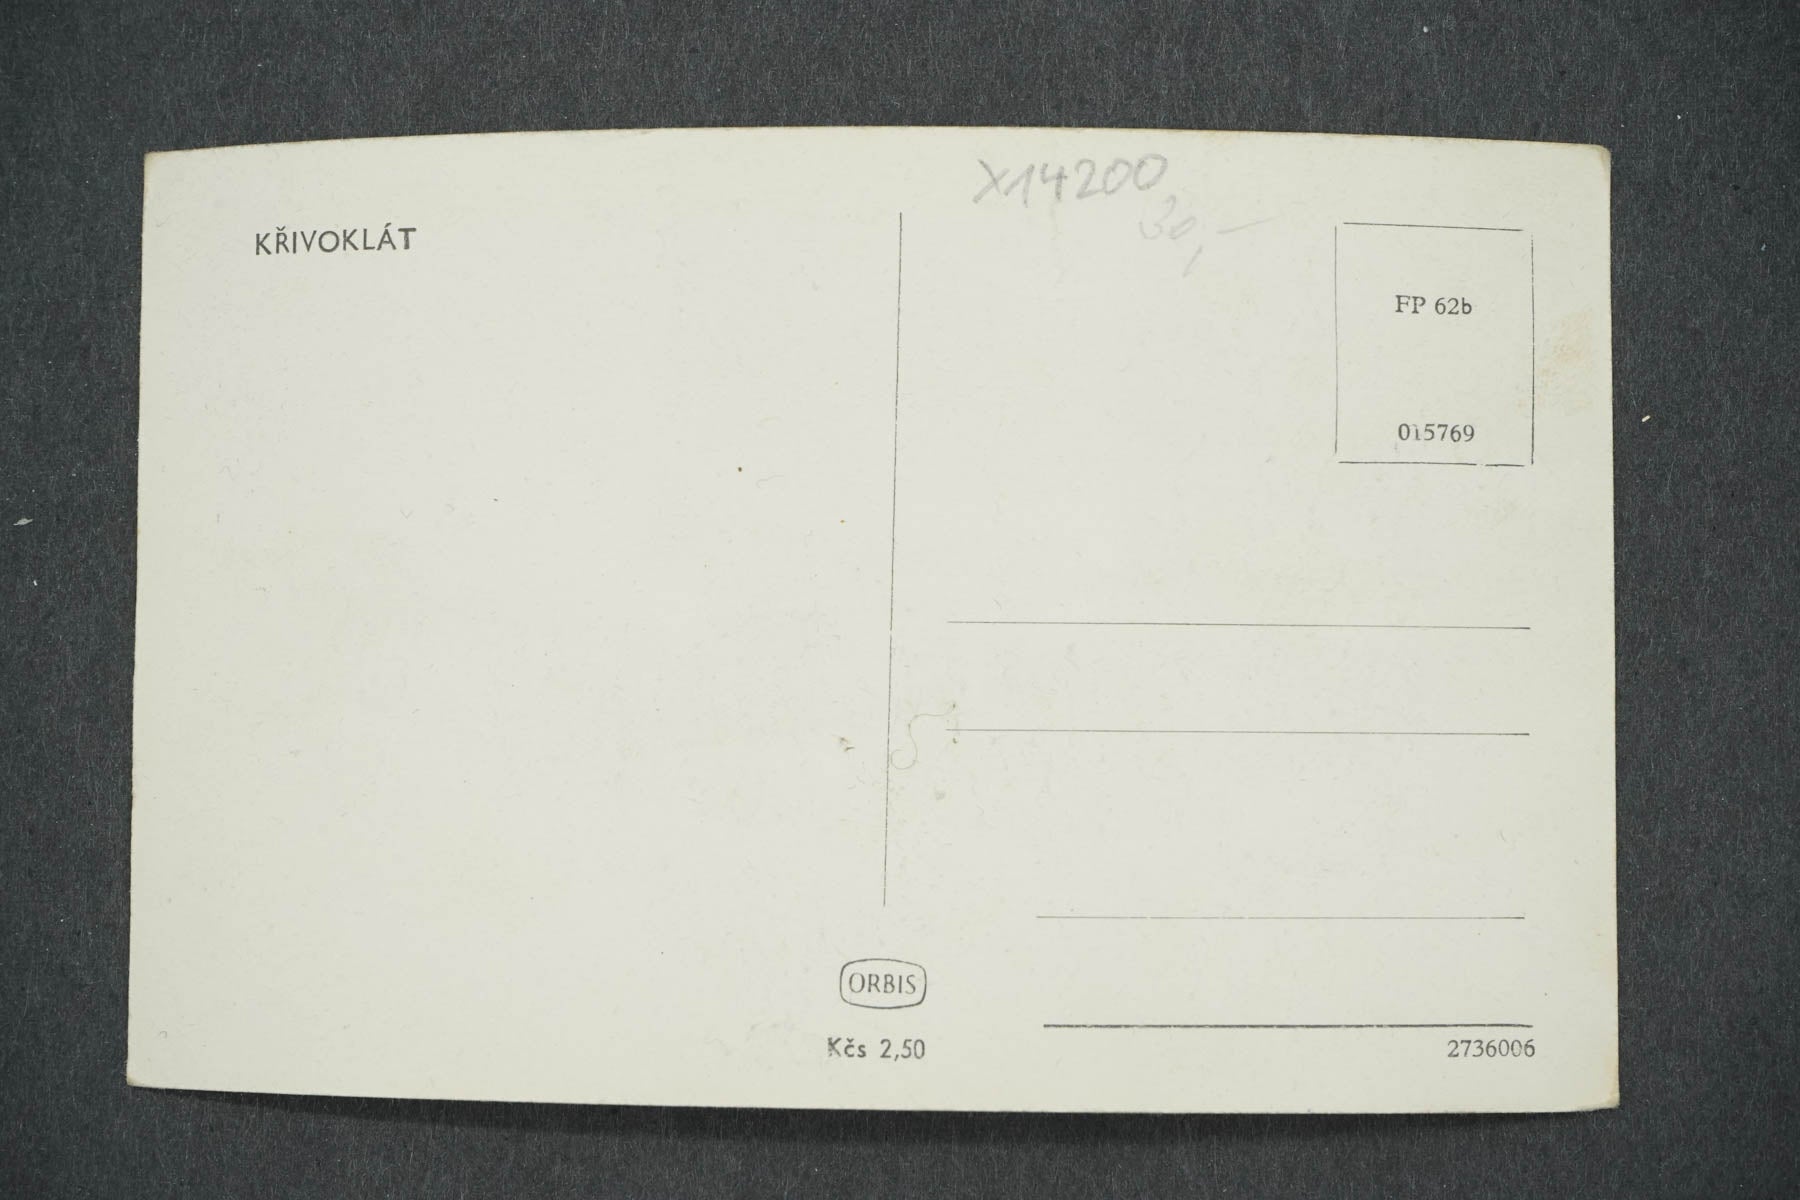 KŘIVOKLÁT
X14200
30,-
FP 62b
015769
ORBIS
Kčs 2,50
2736006